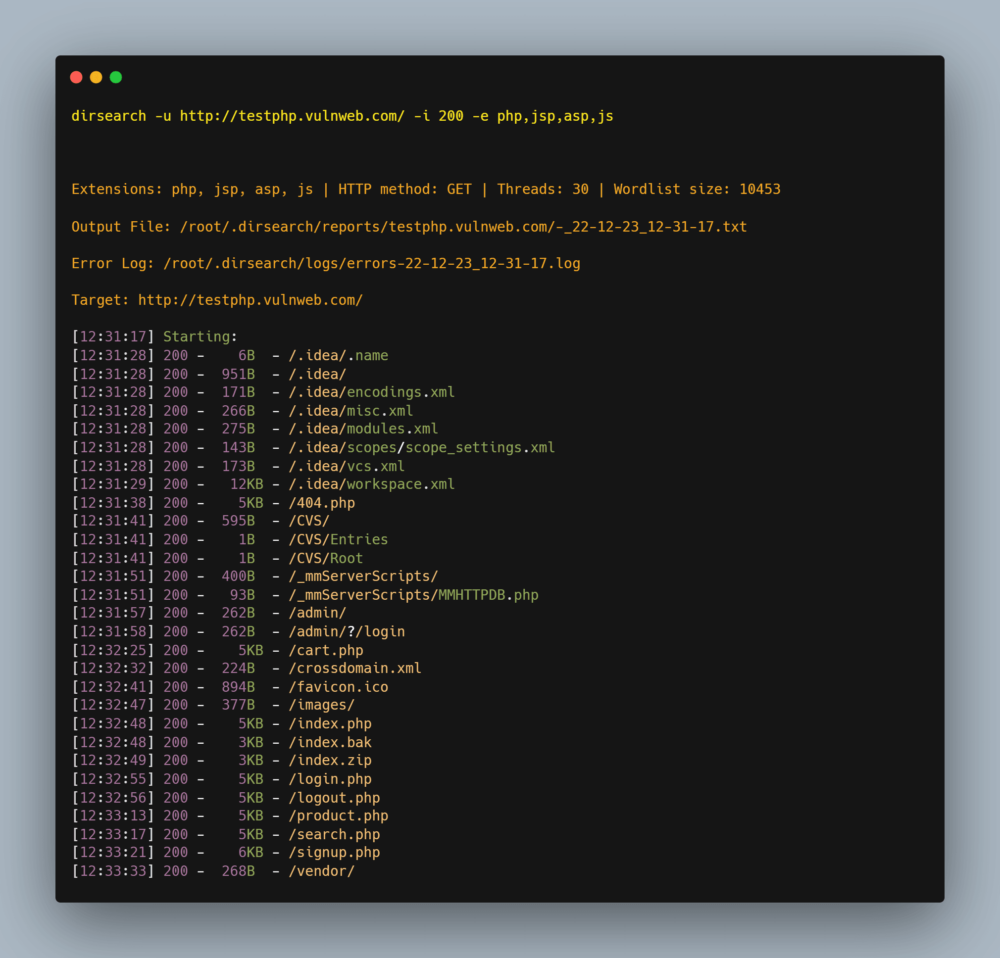 dirsearch -u http://testphp.vulnweb.com/ -i 200 -e php,jsp,asp,js
Extensions: php, jsp, asp, js | HTTP method: GET | Threads: 30 | Wordlist size: 10453
Output File: /root/.dirsearch/reports/testphp.vulnweb.com/-_22-12-23_12-31-17.txt
Error Log: /root/.dirsearch/logs/errors-22-12-23_12-31-17.log
Target: http://testphp.vulnweb.com/
[12:31:17] Starting:
[12:31:28] 200 -    6B  - /.idea/.name
[12:31:28] 200 -  951B  - /.idea/
[12:31:28] 200 -  171B  - /.idea/encodings.xml
[12:31:28] 200 -  266B  - /.idea/misc.xml
[12:31:28] 200 -  275B  - /.idea/modules.xml
[12:31:28] 200 -  143B  - /.idea/scopes/scope_settings.xml
[12:31:28] 200 -  173B  - /.idea/vcs.xml
[12:31:29] 200 -   12KB - /.idea/workspace.xml
[12:31:38] 200 -    5KB - /404.php
[12:31:41] 200 -  595B  - /CVS/
[12:31:41] 200 -    1B  - /CVS/Entries
[12:31:41] 200 -    1B  - /CVS/Root
[12:31:51] 200 -  400B  - /_mmServerScripts/
[12:31:51] 200 -   93B  - /_mmServerScripts/MMHTTPDB.php
[12:31:57] 200 -  262B  - /admin/
[12:31:58] 200 -  262B  - /admin/?/login
[12:32:25] 200 -    5KB - /cart.php
[12:32:32] 200 -  224B  - /crossdomain.xml
[12:32:41] 200 -  894B  - /favicon.ico
[12:32:47] 200 -  377B  - /images/
[12:32:48] 200 -    5KB - /index.php
[12:32:48] 200 -    3KB - /index.bak
[12:32:49] 200 -    3KB - /index.zip
[12:32:55] 200 -    5KB - /login.php
[12:32:56] 200 -    5KB - /logout.php
[12:33:13] 200 -    5KB - /product.php
[12:33:17] 200 -    5KB - /search.php
[12:33:21] 200 -    6KB - /signup.php
[12:33:33] 200 -  268B  - /vendor/